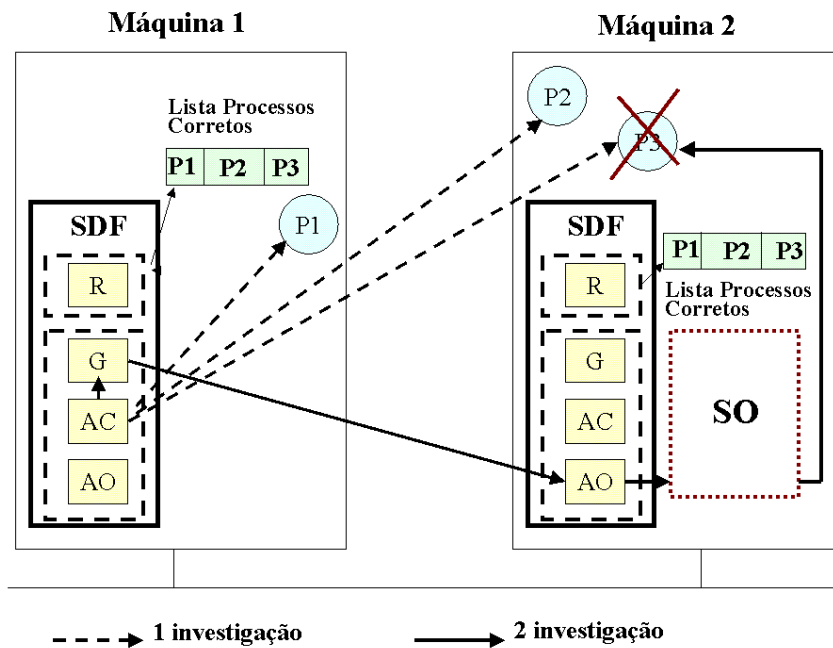 Máquina 1
Máquina 2
Lista Processos
Corretos
P1 P2 P3
P1
SDF
R
G
AC
AO
P2
P3
SDF
R
G
AC
AO
P1 P2 P3
Lista Processos
Corretos
SO
1 investigação
2 investigação